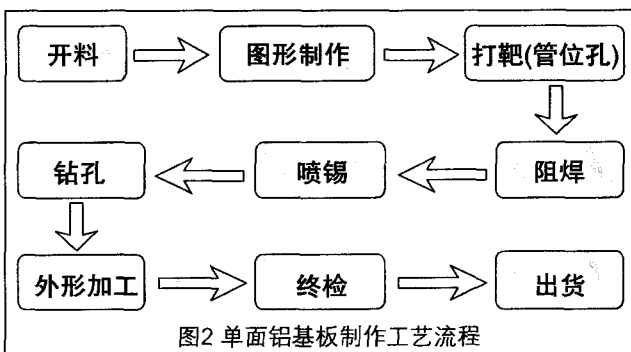 开料
图形制作
打靶(管位孔)
阻焊
喷锡
钻孔
外形加工
终检
出货
图2 单面铝基板制作工艺流程